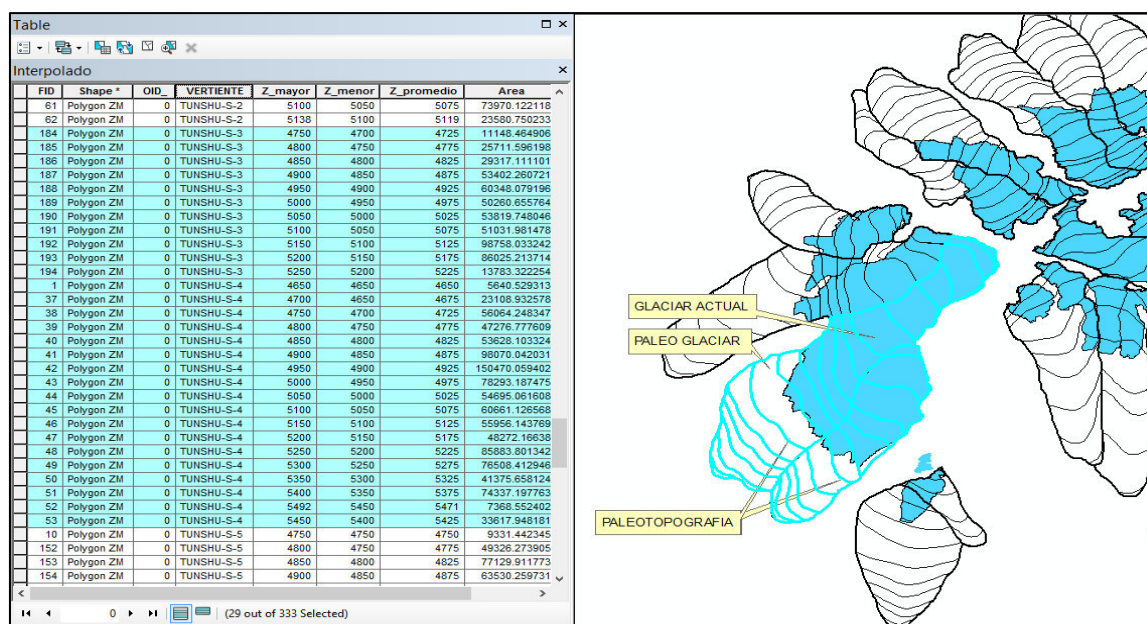 Table
Interpolado
FID Shape * OID_ VERTIENTE Z_mayor Z_menor Z_promedio Area
61 Polygon ZM 0 TUNSHU-S-2 5100 5050 5075 73970.122118
62 Polygon ZM 0 TUNSHU-S-2 5138 5100 5119 23580.750233
184 Polygon ZM 0 TUNSHU-S-3 4750 4700 4725 11148.464906
185 Polygon ZM 0 TUNSHU-S-3 4800 4750 4775 25711.596198
186 Polygon ZM 0 TUNSHU-S-3 4850 4800 4825 29317.111101
187 Polygon ZM 0 TUNSHU-S-3 4900 4850 4875 53402.260721
188 Polygon ZM 0 TUNSHU-S-3 4950 4900 4925 60348.079196
189 Polygon ZM 0 TUNSHU-S-3 5000 4950 4975 50260.655764
190 Polygon ZM 0 TUNSHU-S-3 5050 5000 5025 53819.748046
191 Polygon ZM 0 TUNSHU-S-3 5100 5050 5075 51031.981478
192 Polygon ZM 0 TUNSHU-S-3 5150 5100 5125 98758.033242
193 Polygon ZM 0 TUNSHU-S-3 5200 5150 5175 86025.213714
194 Polygon ZM 0 TUNSHU-S-3 5250 5200 5225 13783.322254
1 Polygon ZM 0 TUNSHU-S-4 4650 4650 4650 5640.529313
37 Polygon ZM 0 TUNSHU-S-4 4700 4650 4675 23108.932578
38 Polygon ZM 0 TUNSHU-S-4 4750 4700 4725 56064.248347
39 Polygon ZM 0 TUNSHU-S-4 4800 4750 4775 47276.777609
40 Polygon ZM 0 TUNSHU-S-4 4850 4800 4825 53628.103324
41 Polygon ZM 0 TUNSHU-S-4 4900 4850 4875 98070.042031
42 Polygon ZM 0 TUNSHU-S-4 4950 4900 4925 150470.059402
43 Polygon ZM 0 TUNSHU-S-4 5000 4950 4975 78293.187475
44 Polygon ZM 0 TUNSHU-S-4 5050 5000 5025 54695.061608
45 Polygon ZM 0 TUNSHU-S-4 5100 5050 5075 60661.126568
46 Polygon ZM 0 TUNSHU-S-4 5150 5100 5125 55956.143769
47 Polygon ZM 0 TUNSHU-S-4 5200 5150 5175 48272.16638
48 Polygon ZM 0 TUNSHU-S-4 5250 5200 5225 85883.801342
49 Polygon ZM 0 TUNSHU-S-4 5300 5250 5275 76508.412946
50 Polygon ZM 0 TUNSHU-S-4 5350 5300 5325 41375.658124
51 Polygon ZM 0 TUNSHU-S-4 5400 5350 5375 74337.197763
52 Polygon ZM 0 TUNSHU-S-4 5492 5450 5471 7368.552402
53 Polygon ZM 0 TUNSHU-S-4 5450 5400 5425 33617.948181
10 Polygon ZM 0 TUNSHU-S-5 4750 4750 4750 9331.442345
152 Polygon ZM 0 TUNSHU-S-5 4800 4750 4775 49326.273905
153 Polygon ZM 0 TUNSHU-S-5 4850 4800 4825 77129.911773
154 Polygon ZM 0 TUNSHU-S-5 4900 4850 4875 63530.259731
0 (29 out of 333 Selected)
GLACIAR ACTUAL
PALEO GLACIAR
PALEOTOPOGRAFIA